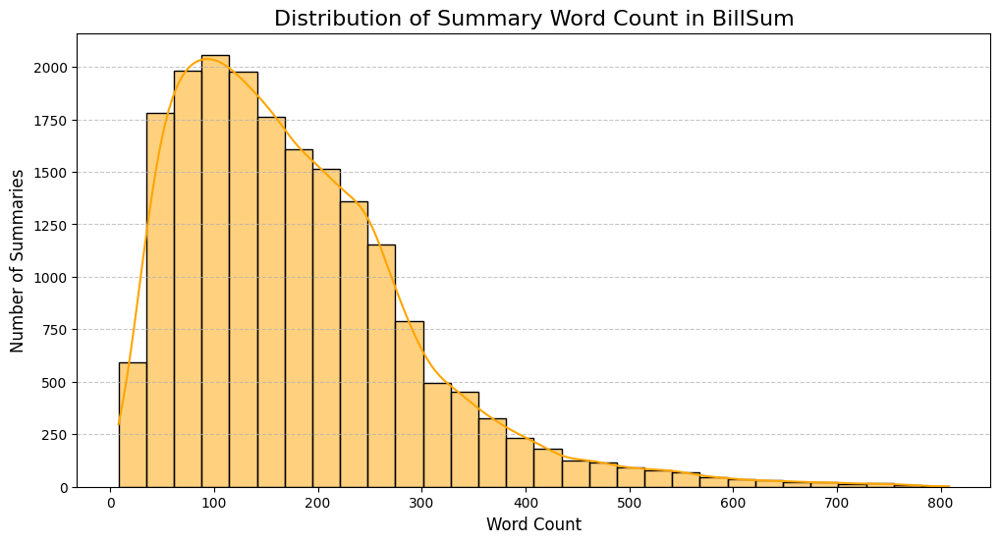 Distribution of Summary Word Count in BillSum
Number of Summaries
2000
1750
1500
1250
1000
750
500
250
0
0 100 200 300 400 500 600 700 800
Word Count